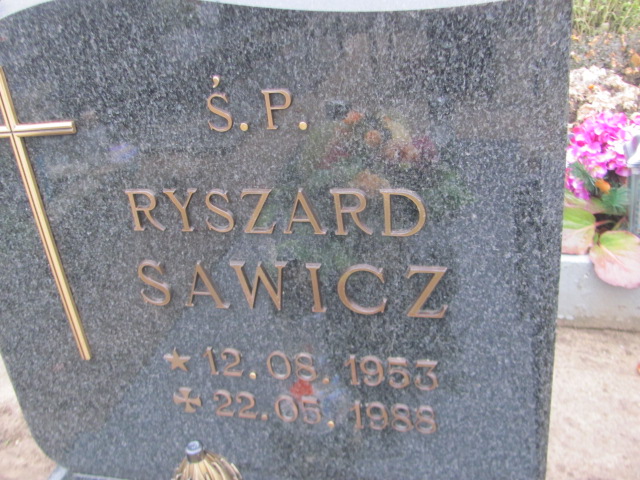 Ś.P.
RYSZARD
SAWICZ
★ 12.08.1953
✠ 22.05.1988